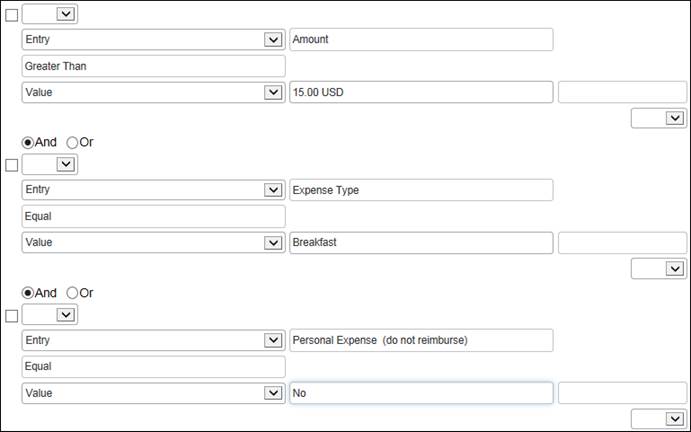 Entry Amount
Greater Than
Value 15.00 USD
And Or
Entry Expense Type
Equal
Value Breakfast
And Or
Entry Personal Expense (do not reimburse)
Equal
Value No